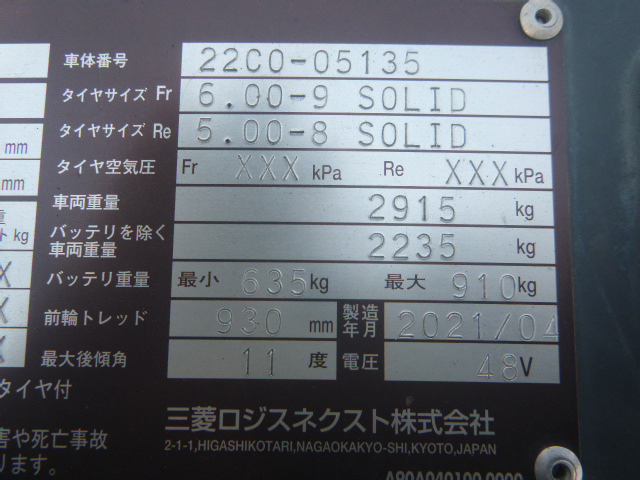 車体番号 22C0-05135
タイヤサイズ Fr 6.00-9 SOLID
タイヤサイズ Re 5.00-8 SOLID
mm
タイヤ空気圧 Fr XXX kPa Re XXX kPa
mm
車両重量 2915 kg
重
ト kg バッテリを除く車両重量 2235 kg
X バッテリ重量 最小 635kg 最大 910kg
X 前輪トレッド 930 mm 製造年月 2021/04
X 最大後傾角 11 度 電圧 48V
タイヤ付
三菱ロジスネクスト株式会社
害や死亡事故
2-1-1,HIGASHIKOTARI,NAGAOKAKYO-SHI,KYOTO,JAPAN
ります。
A90A040100 0000